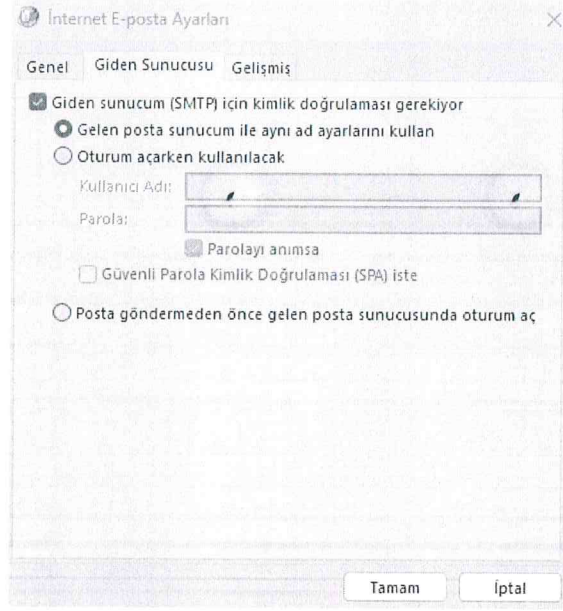 İnternet E-posta Ayarları
Genel Giden Sunucusu Gelişmiş
Giden sunucum (SMTP) için kimlik doğrulaması gerekiyor
Gelen posta sunucum ile aynı ad ayarlarını kullan
Oturum açarken kullanılacak
Kullanıcı Adı:
Parola:
Parolayı anımsa
Güvenli Parola Kimlik Doğrulaması (SPA) iste
Posta göndermeden önce gelen posta sunucusunda oturum aç
Tamam İptal